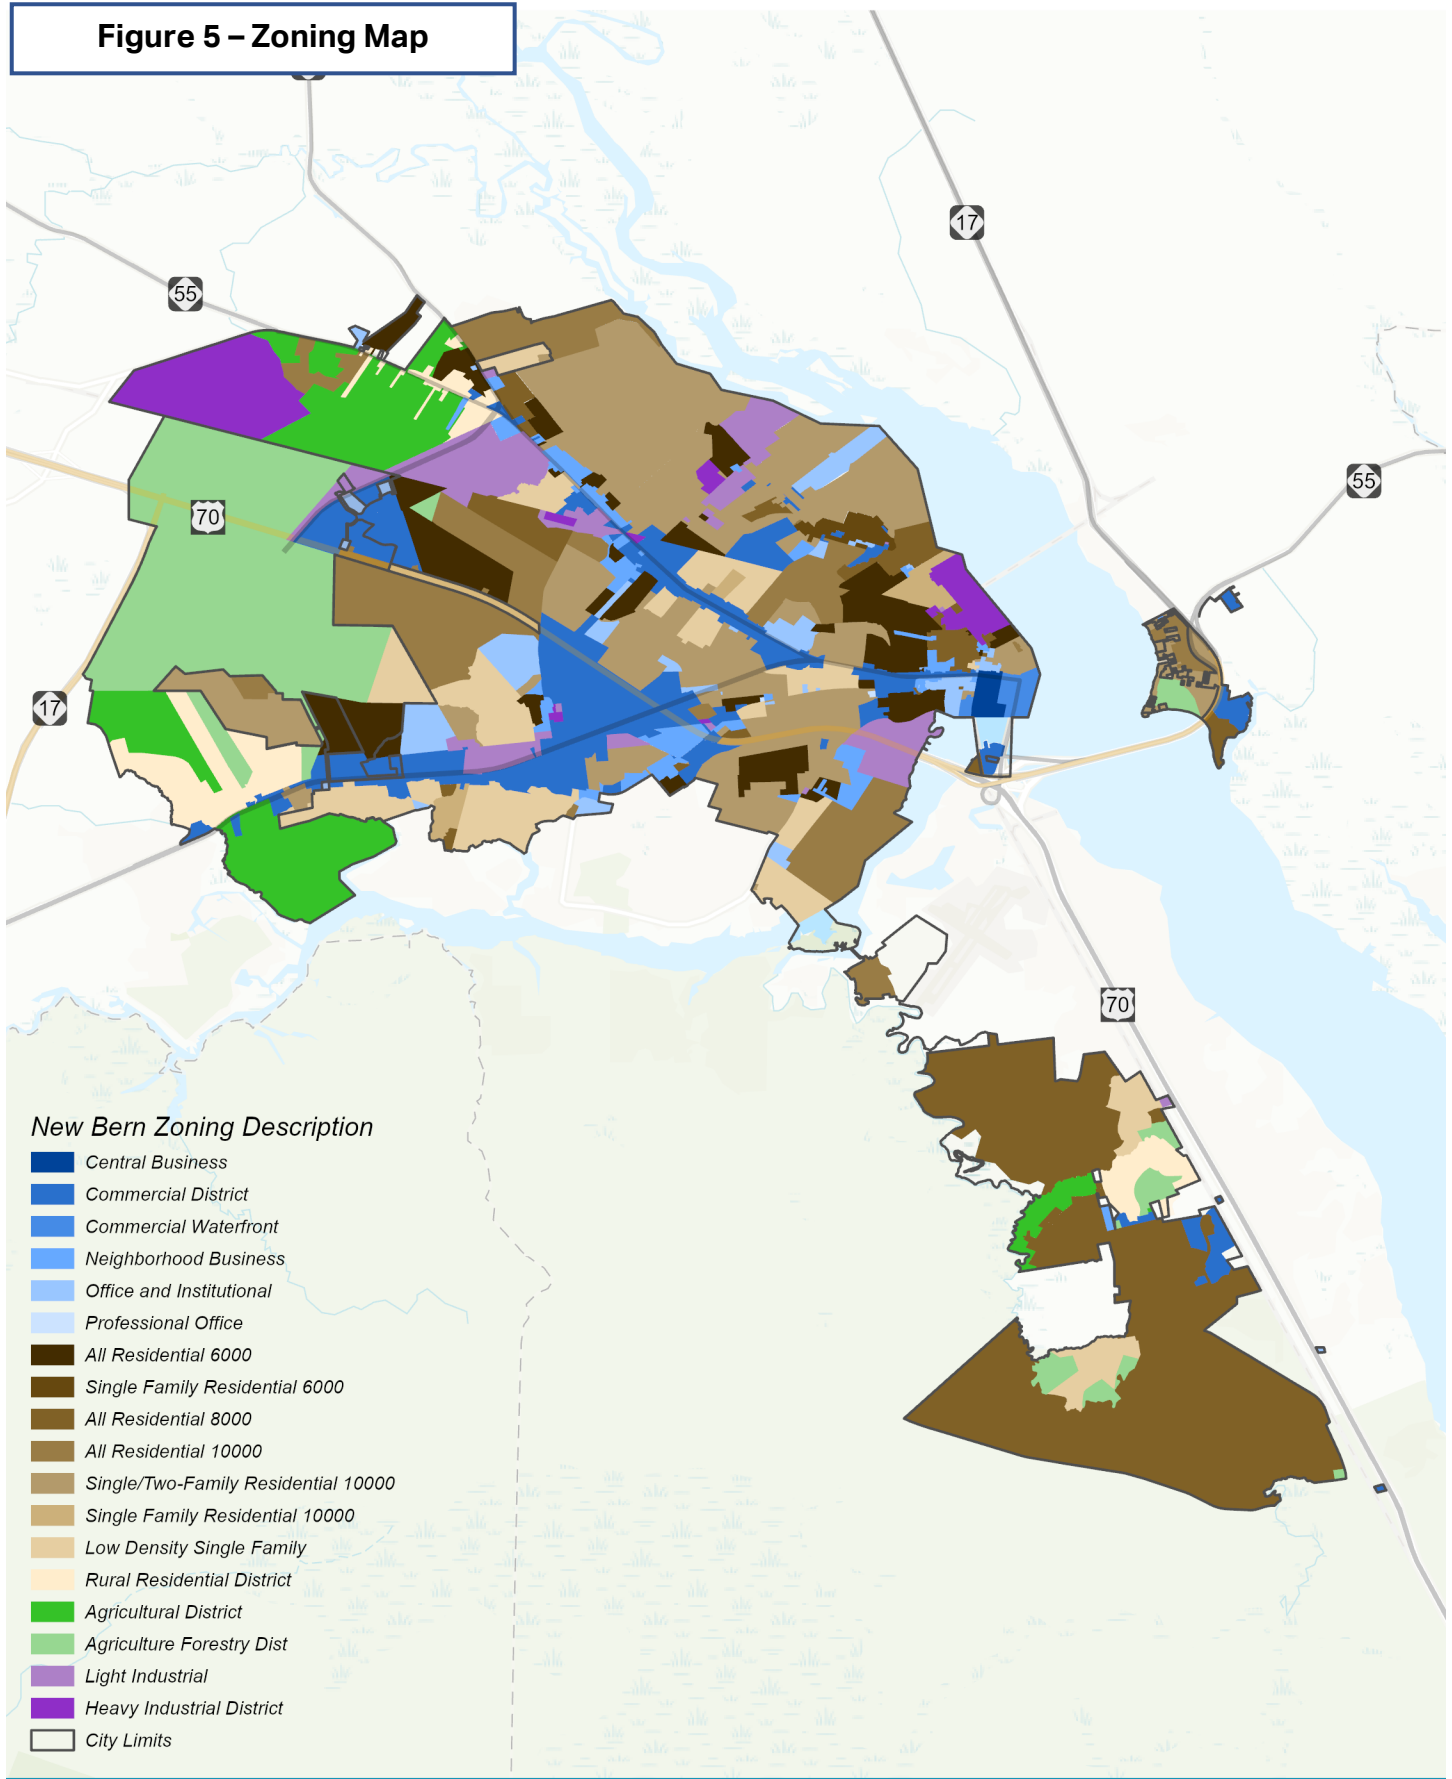 Figure 5 – Zoning Map
17
55
55
70
17
70
New Bern Zoning Description
Central Business
Commercial District
Commercial Waterfront
Neighborhood Business
Office and Institutional
Professional Office
All Residential 6000
Single Family Residential 6000
All Residential 8000
All Residential 10000
Single/Two-Family Residential 10000
Single Family Residential 10000
Low Density Single Family
Rural Residential District
Agricultural District
Agriculture Forestry Dist
Light Industrial
Heavy Industrial District
City Limits